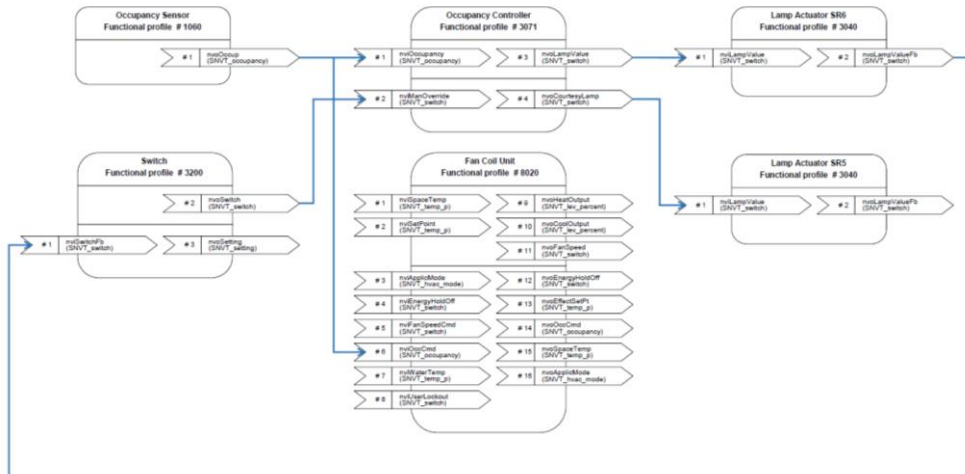 Occupancy Sensor
Functional profile # 1060
# 1
nvoOccup
(SNVT_occupancy)
Occupancy Controller
Functional profile # 3071
# 1
nviOccupancy
(SNVT_occupancy)
# 3
nvoLampValue
(SNVT_switch)
# 2
nviManOverride
(SNVT_switch)
# 4
nvoCourtesyLamp
(SNVT_switch)
Lamp Actuator SR6
Functional profile # 3040
# 1
nviLampValue
(SNVT_switch)
# 2
nvoLampValueFb
(SNVT_switch)
Switch
Functional profile # 3200
# 2
nvoSwitch
(SNVT_switch)
# 1
nviSwitchFb
(SNVT_switch)
# 3
nvoSetting
(SNVT_setting)
Fan Coil Unit
Functional profile # 8020
# 1
nviSpaceTemp
(SNVT_temp_p)
# 9
nvoHeatOutput
(SNVT_lev_percent)
# 2
nviSetPoint
(SNVT_temp_p)
# 10
nvoCoolOutput
(SNVT_lev_percent)
# 11
nvoFanSpeed
(SNVT_switch)
# 3
nviApplicMode
(SNVT_hvac_mode)
# 12
nvoEnergyHoldOff
(SNVT_switch)
# 4
nviEnergyHoldOff
(SNVT_switch)
# 13
nvoEffectSetPt
(SNVT_temp_p)
# 5
nviFanSpeedCmd
(SNVT_switch)
# 14
nvoOccCmd
(SNVT_occupancy)
# 6
nviOccCmd
(SNVT_occupancy)
# 15
nvoSpaceTemp
(SNVT_temp_p)
# 7
nviWaterTemp
(SNVT_temp_p)
# 16
nvoApplicMode
(SNVT_hvac_mode)
# 8
nviUserLockout
(SNVT_switch)
Lamp Actuator SR5
Functional profile # 3040
# 1
nviLampValue
(SNVT_switch)
# 2
nvoLampValueFb
(SNVT_switch)